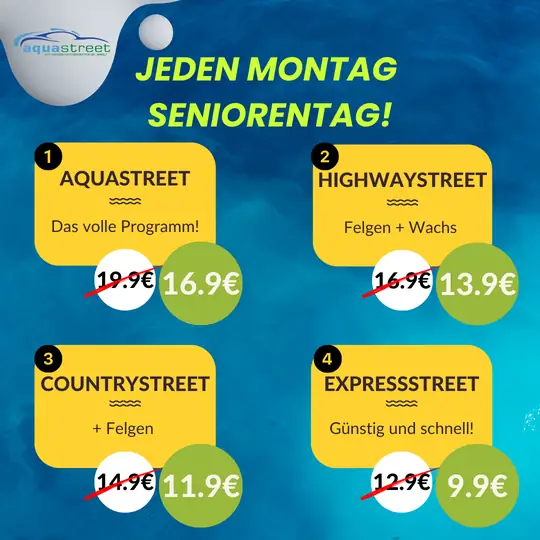 aquastreet
JEDEN MONTAG
SENIORENTAG!
1
AQUASTREET
Das volle Programm!
19.9€
16.9€
2
HIGHWAYSTREET
Felgen + Wachs
16.9€
13.9€
3
COUNTRYSTREET
+ Felgen
14.9€
11.9€
4
EXPRESSSTREET
Günstig und schnell!
12.9€
9.9€